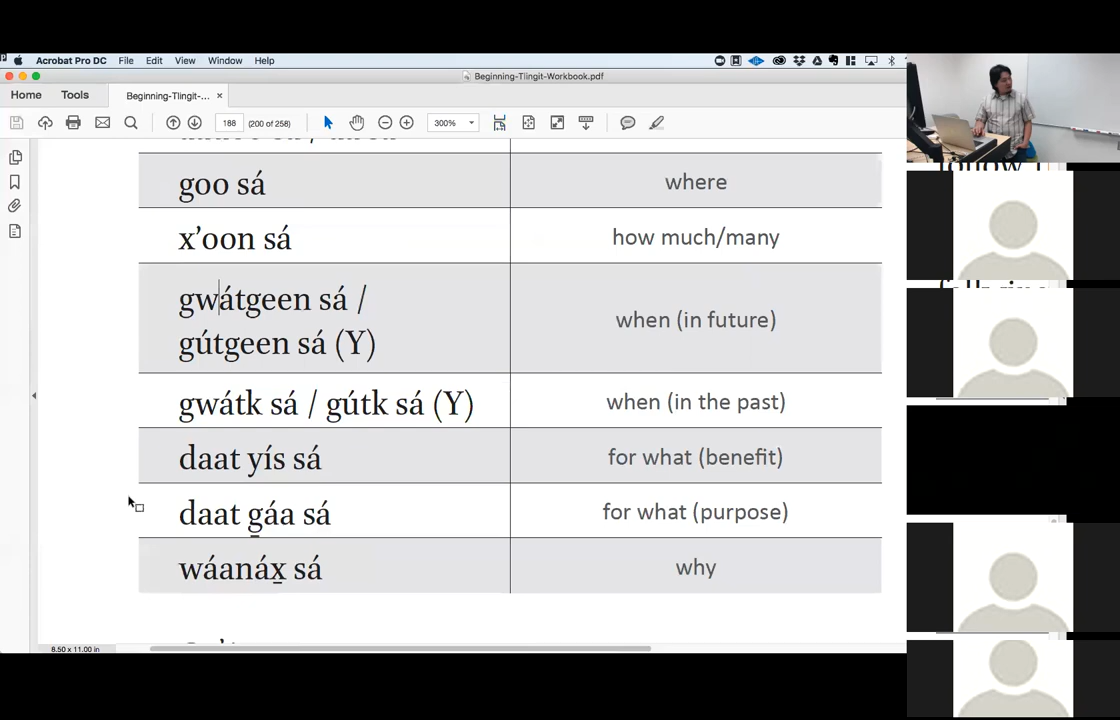 Acrobat Pro DC File Edit View Window Help
Beginning-Tlingit-Workbook.pdf
Home Tools Beginning-Tlingit-... ×
188 (200 of 258) 300%
goo sá where
x'oon sá how much/many
gwátgeen sá /
gútgeen sá (Y)
when (in future)
gwátk sá / gútk sá (Y) when (in the past)
daat yís sá for what (benefit)
daat g̲áa sá for what (purpose)
wáanáx̲ sá why
8.50 x 11.00 in